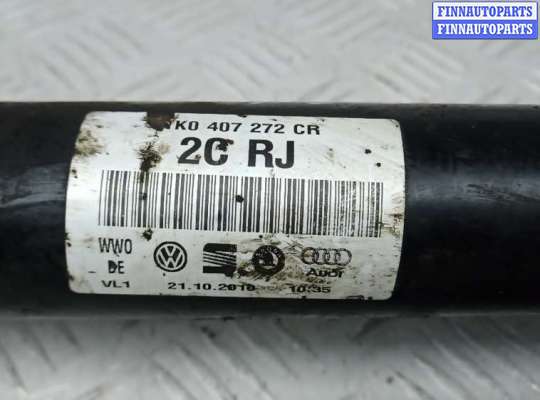 FINNAUTOPARTS
FINNAUTOPARTS
1K0 407 272 CR
2C RJ
WWO
DE
Audi
VL1 21.10.2010 10:35